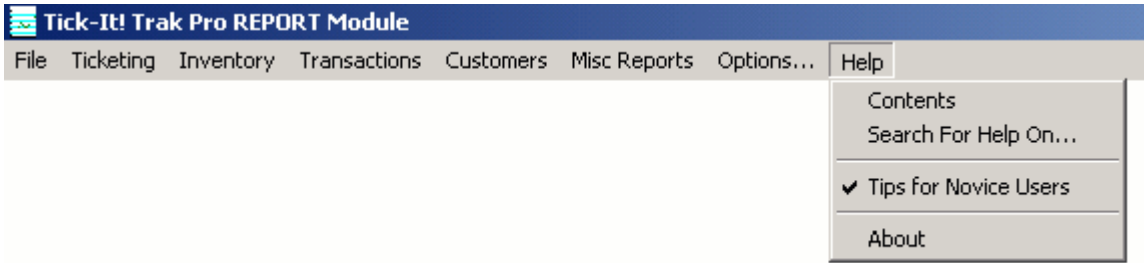 Tick-It! Trak Pro REPORT Module
File Ticketing Inventory Transactions Customers Misc Reports Options... Help
Contents
Search For Help On...
Tips for Novice Users
About